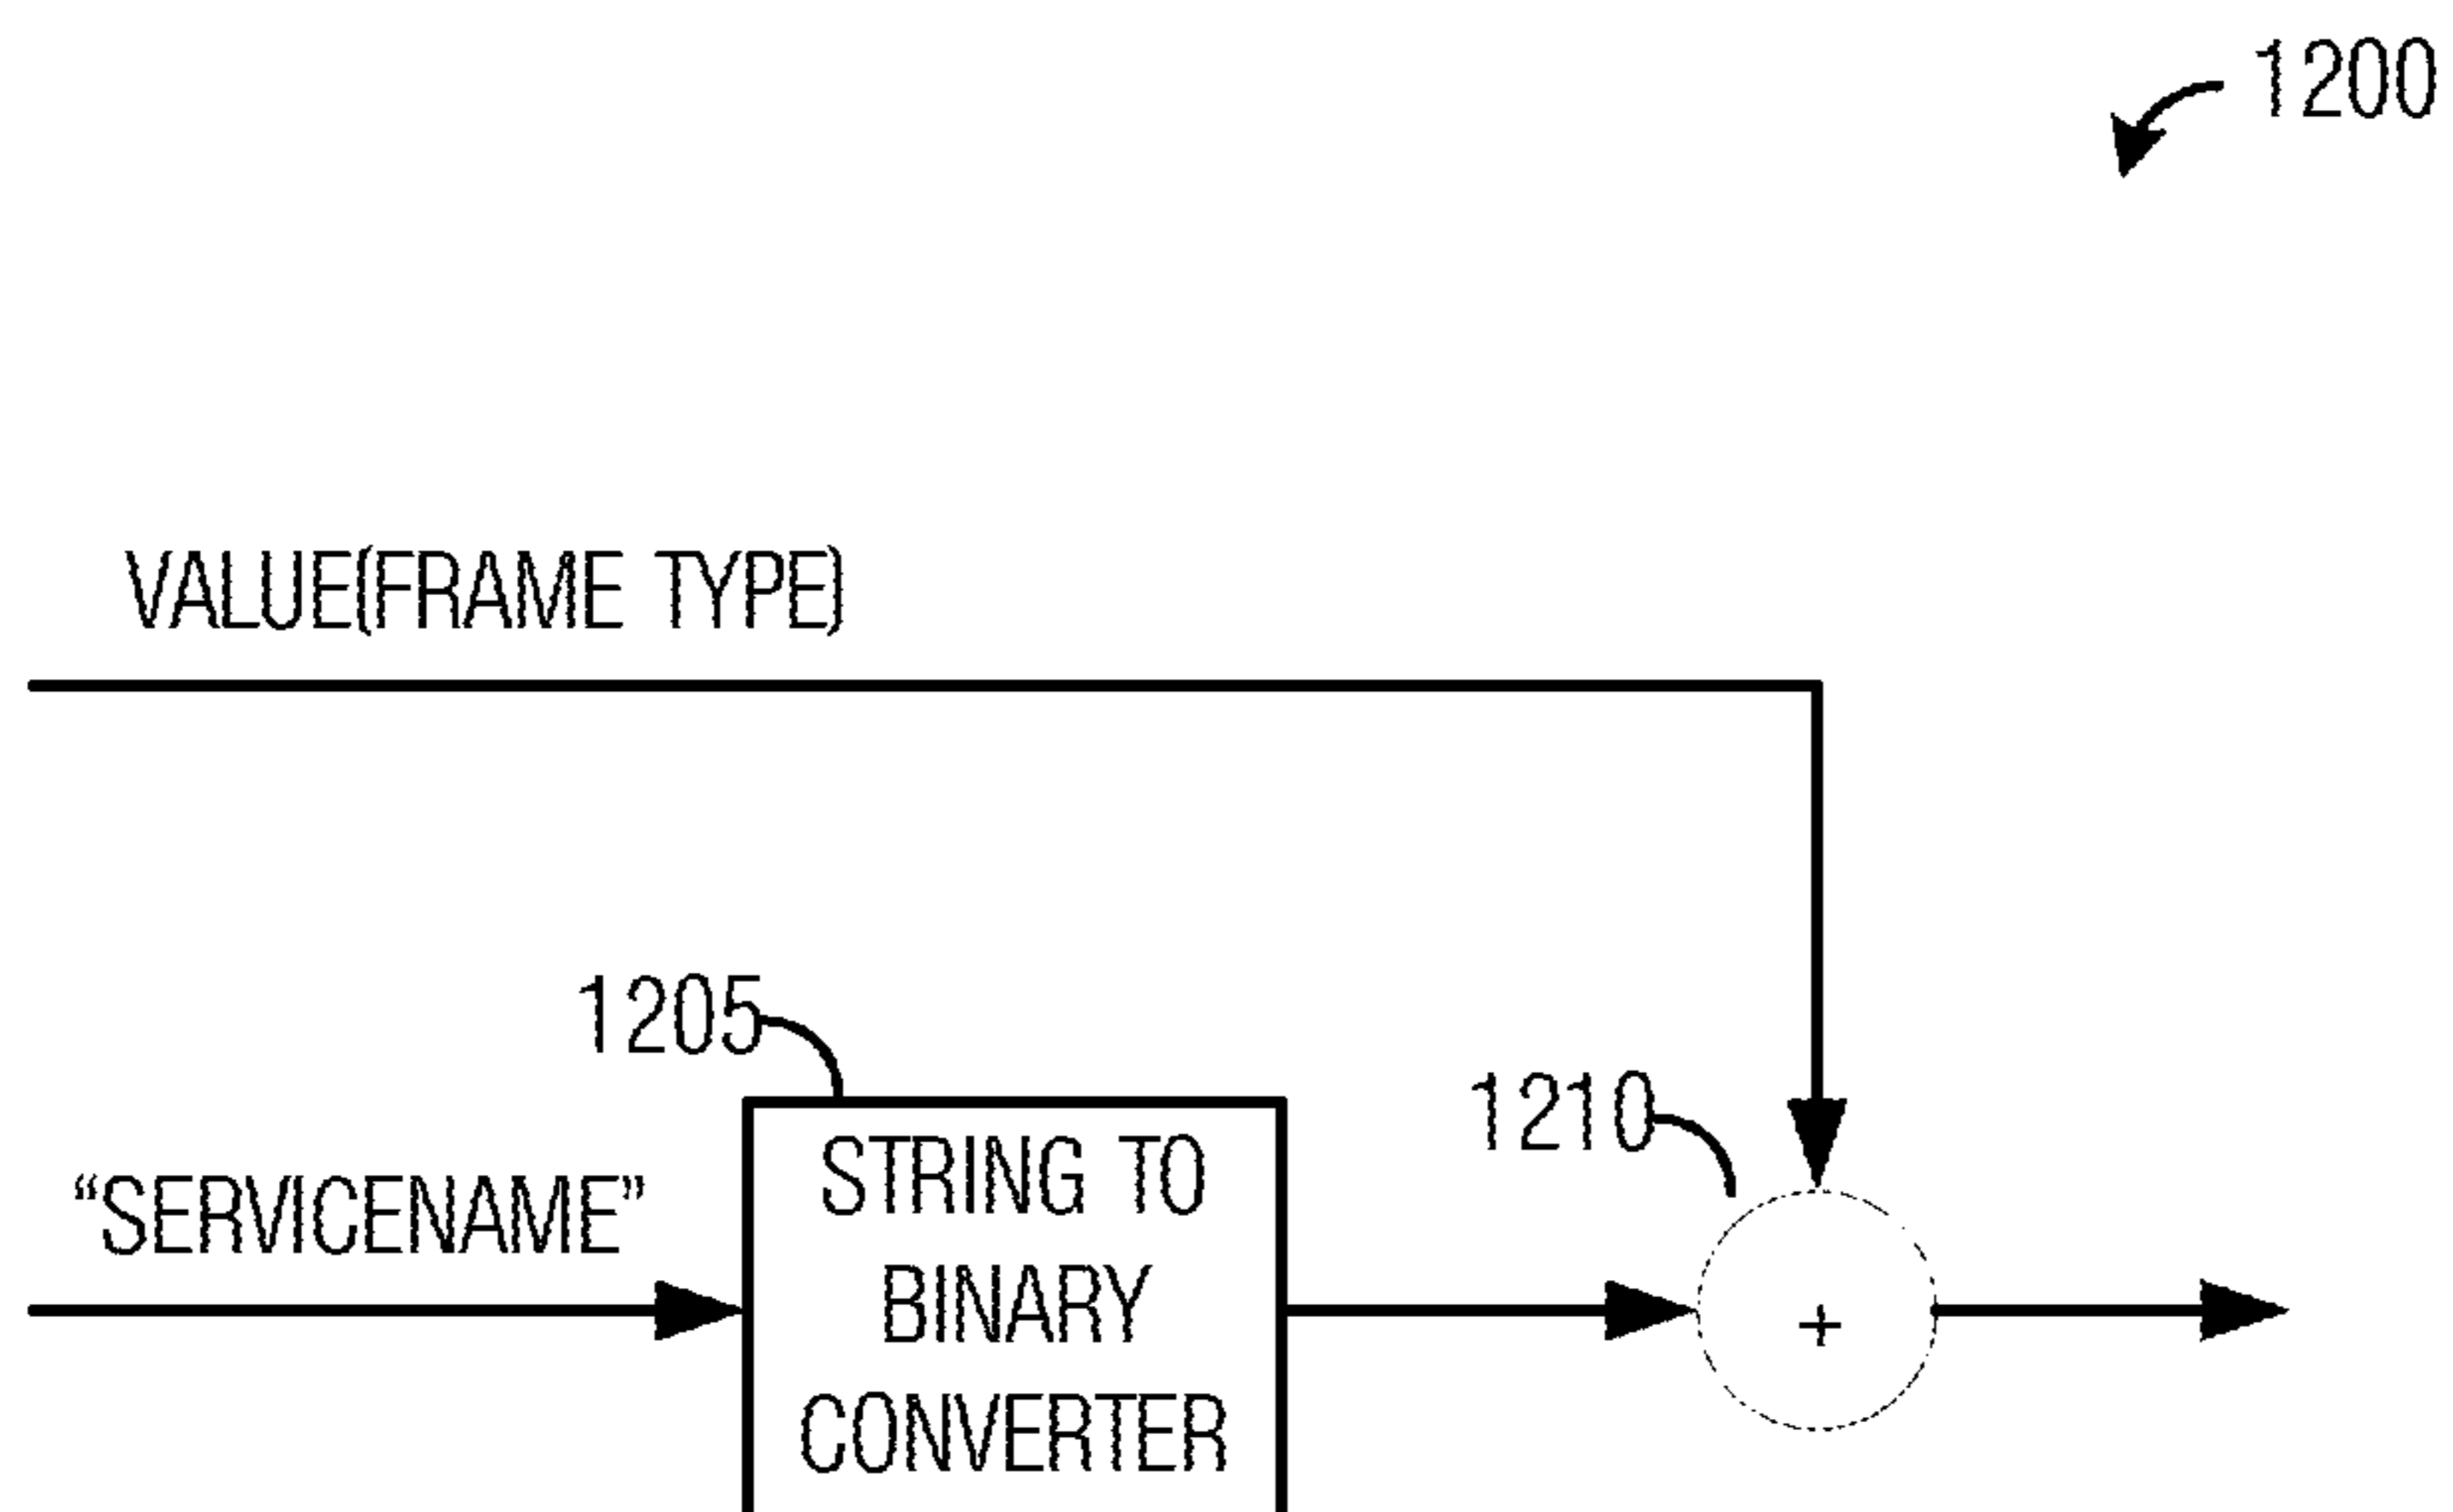 1200
VALUE(FRAME TYPE)
1205
1210
“SERVICENAME”
STRING TO
BINARY
CONVERTER
+